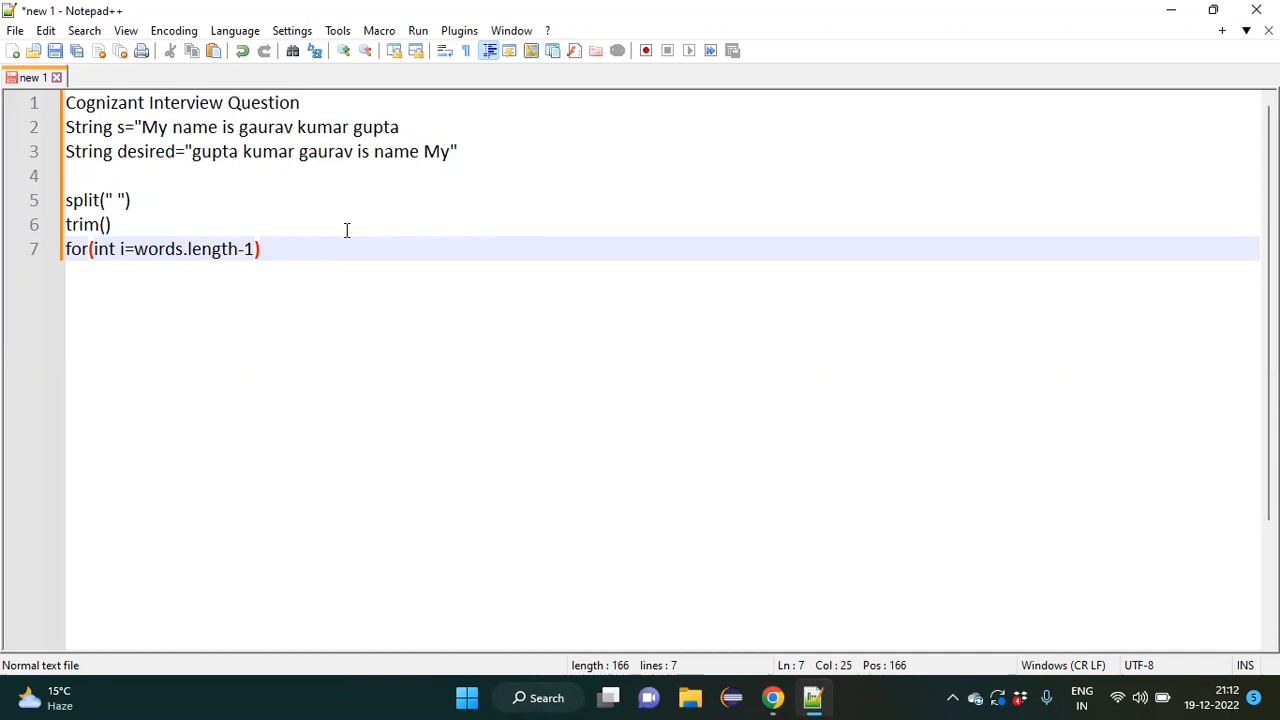 *new 1 - Notepad++
File Edit Search View Encoding Language Settings Tools Macro Run Plugins Window ?
new 1
1 Cognizant Interview Question
2 String s="My name is gaurav kumar gupta
3 String desired="gupta kumar gaurav is name My"
4
5 split(" ")
6 trim()
7 for(int i=words.length-1)
Normal text file length : 166 lines : 7 Ln : 7 Col : 25 Pos : 166 Windows (CR LF) UTF-8 INS
15°C
Haze
Search
ENG
IN
21:12
19-12-2022
5